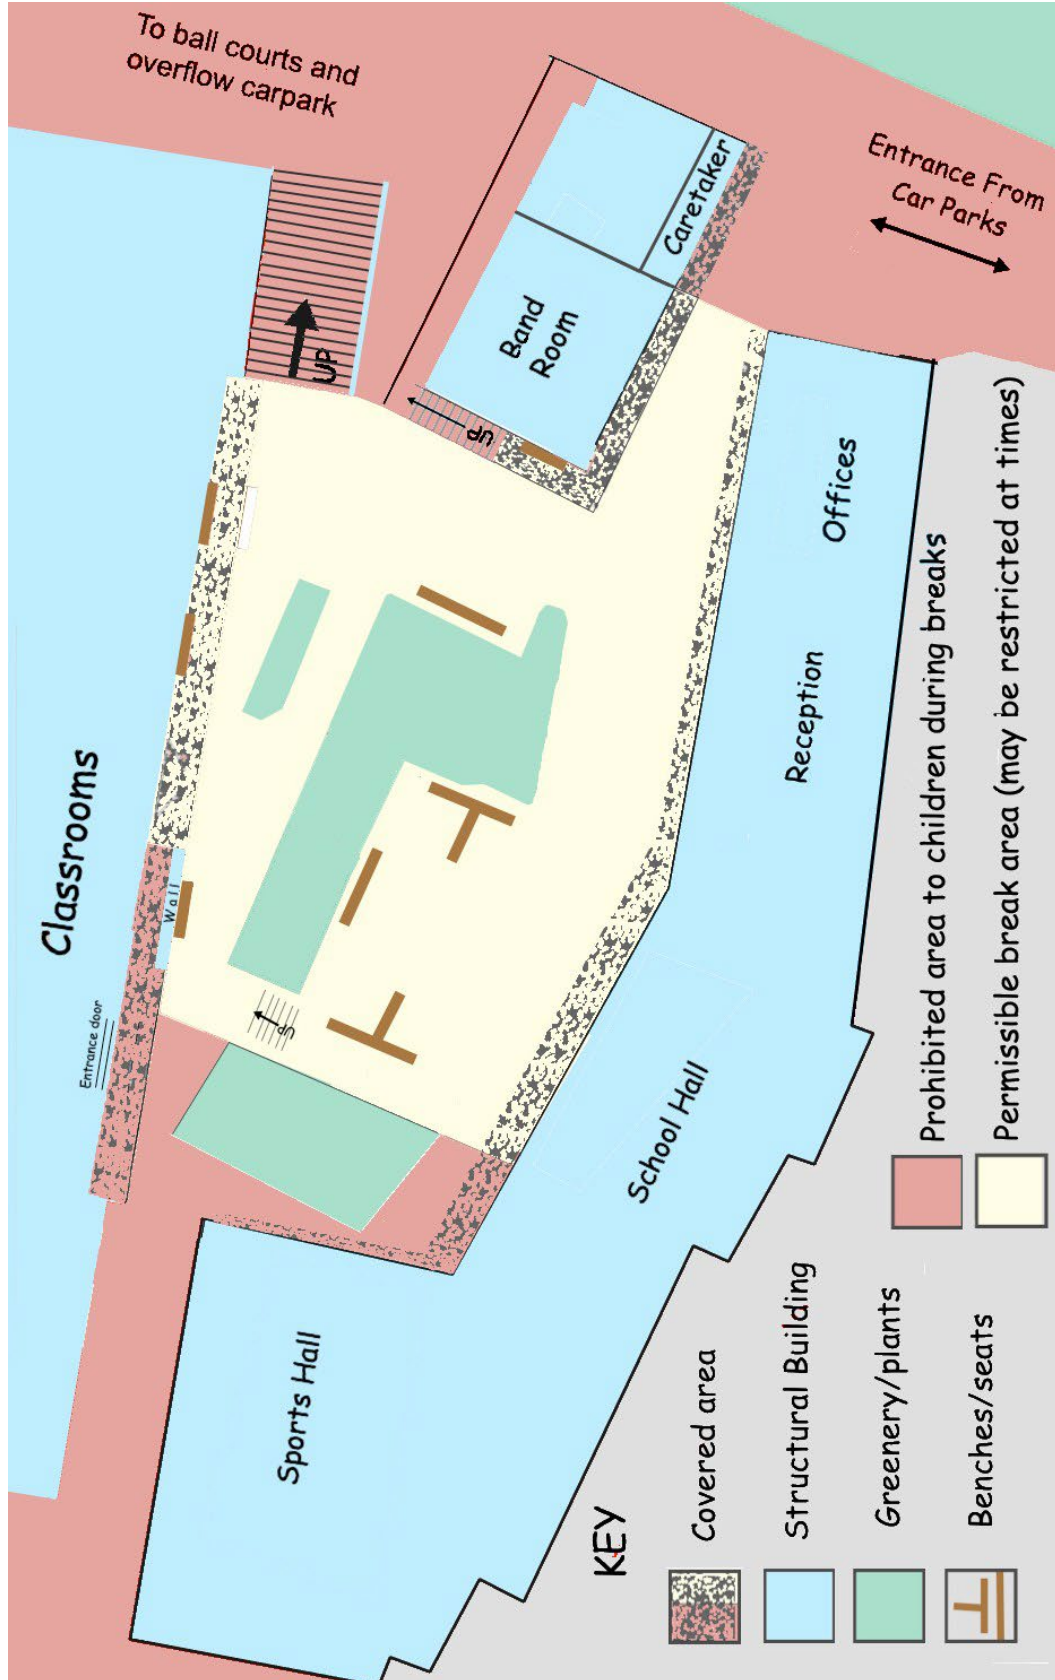 To ball courts and
overflow carpark
Entrance From
Car Parks
Caretaker
Band
Room
UP
UP
Classrooms
Wall
Entrance door
UP
Offices
Reception
School Hall
Sports Hall
KEY
Covered area
Structural Building
Greenery/plants
Benches/seats
Prohibited area to children during breaks
Permissible break area (may be restricted at times)